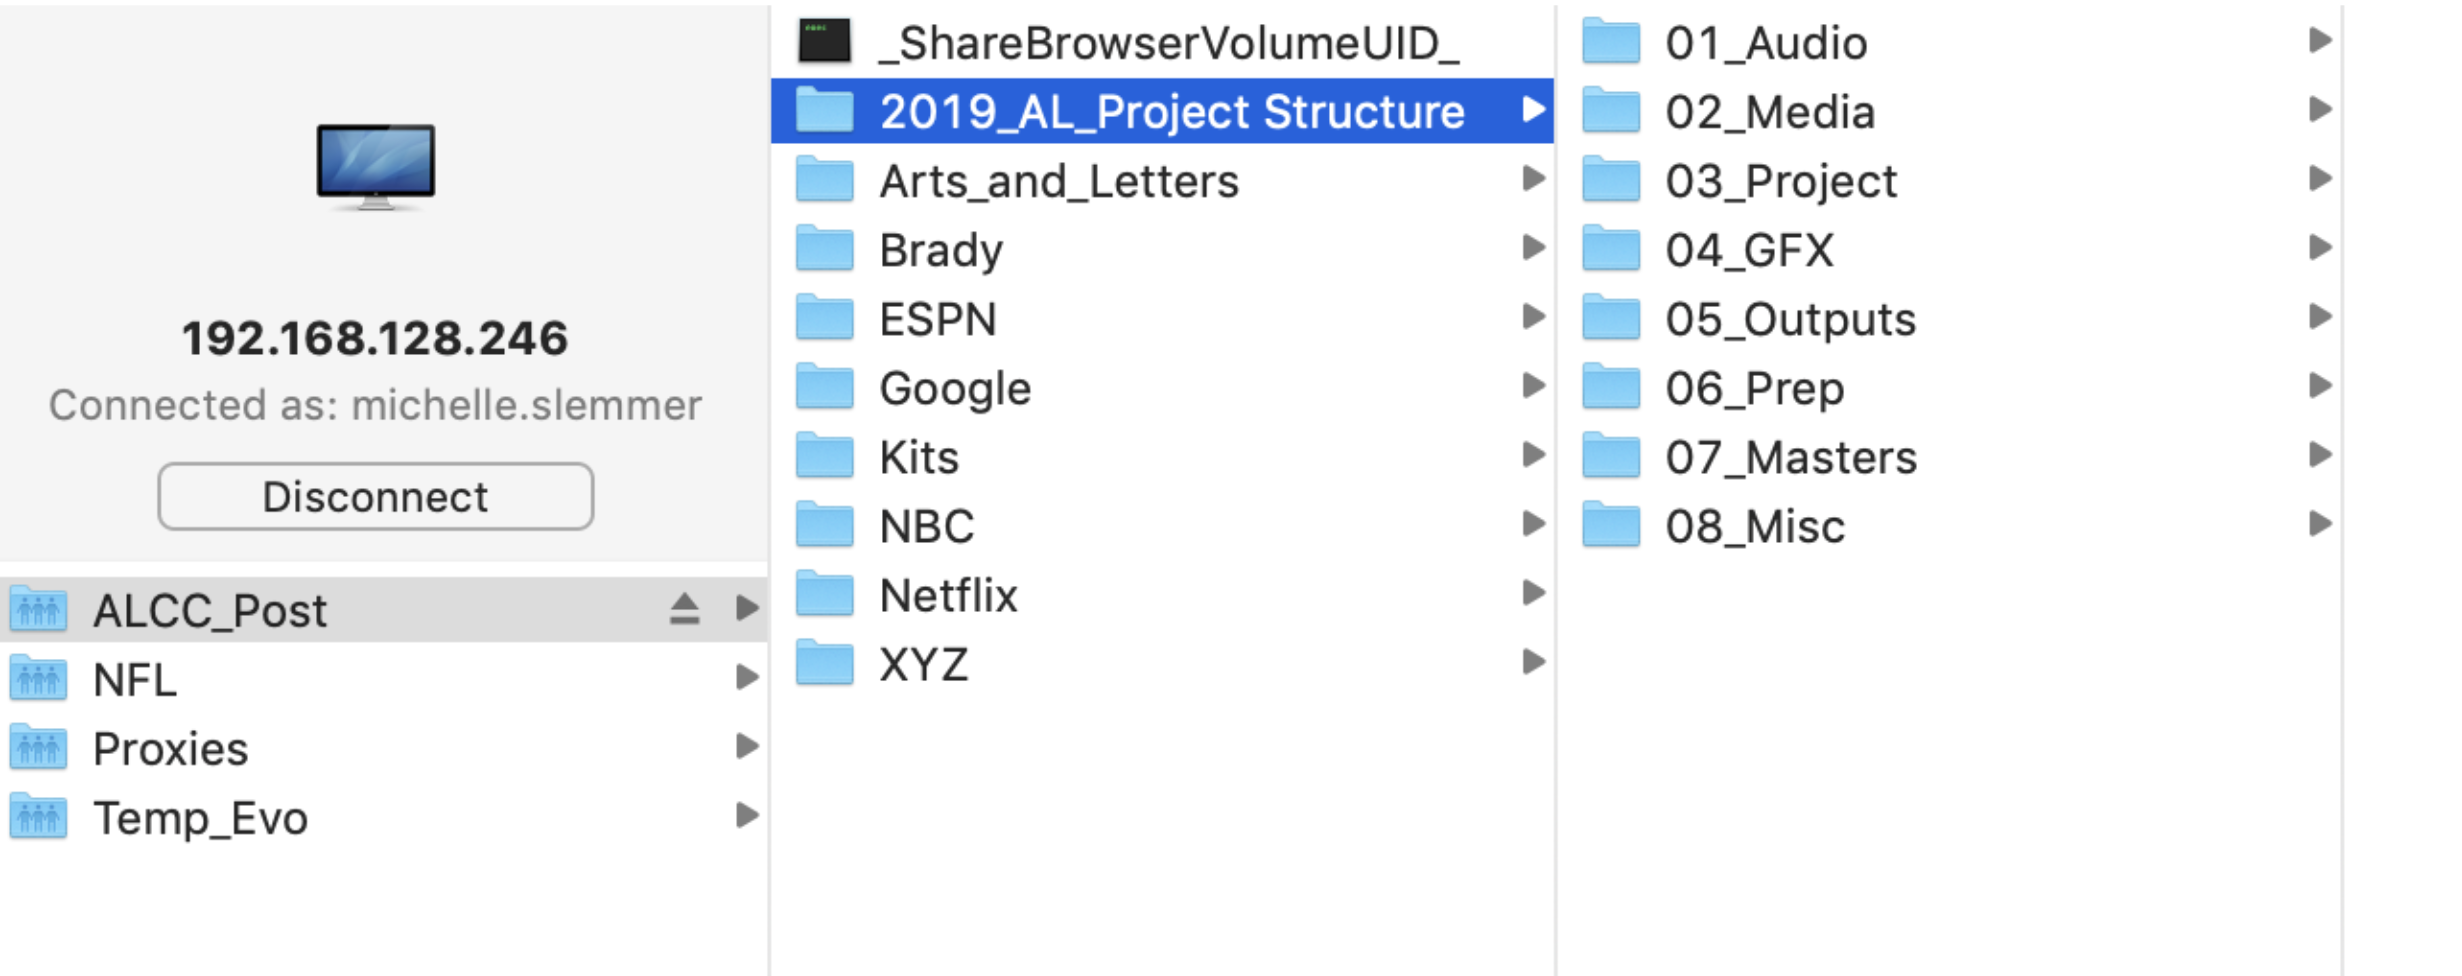 192.168.128.246
Connected as: michelle.slemmer
Disconnect
ALCC_Post
NFL
Proxies
Temp_Evo
_ShareBrowserVolumeUID_
2019_AL_Project Structure
Arts_and_Letters
Brady
ESPN
Google
Kits
NBC
Netflix
XYZ
01_Audio
02_Media
03_Project
04_GFX
05_Outputs
06_Prep
07_Masters
08_Misc